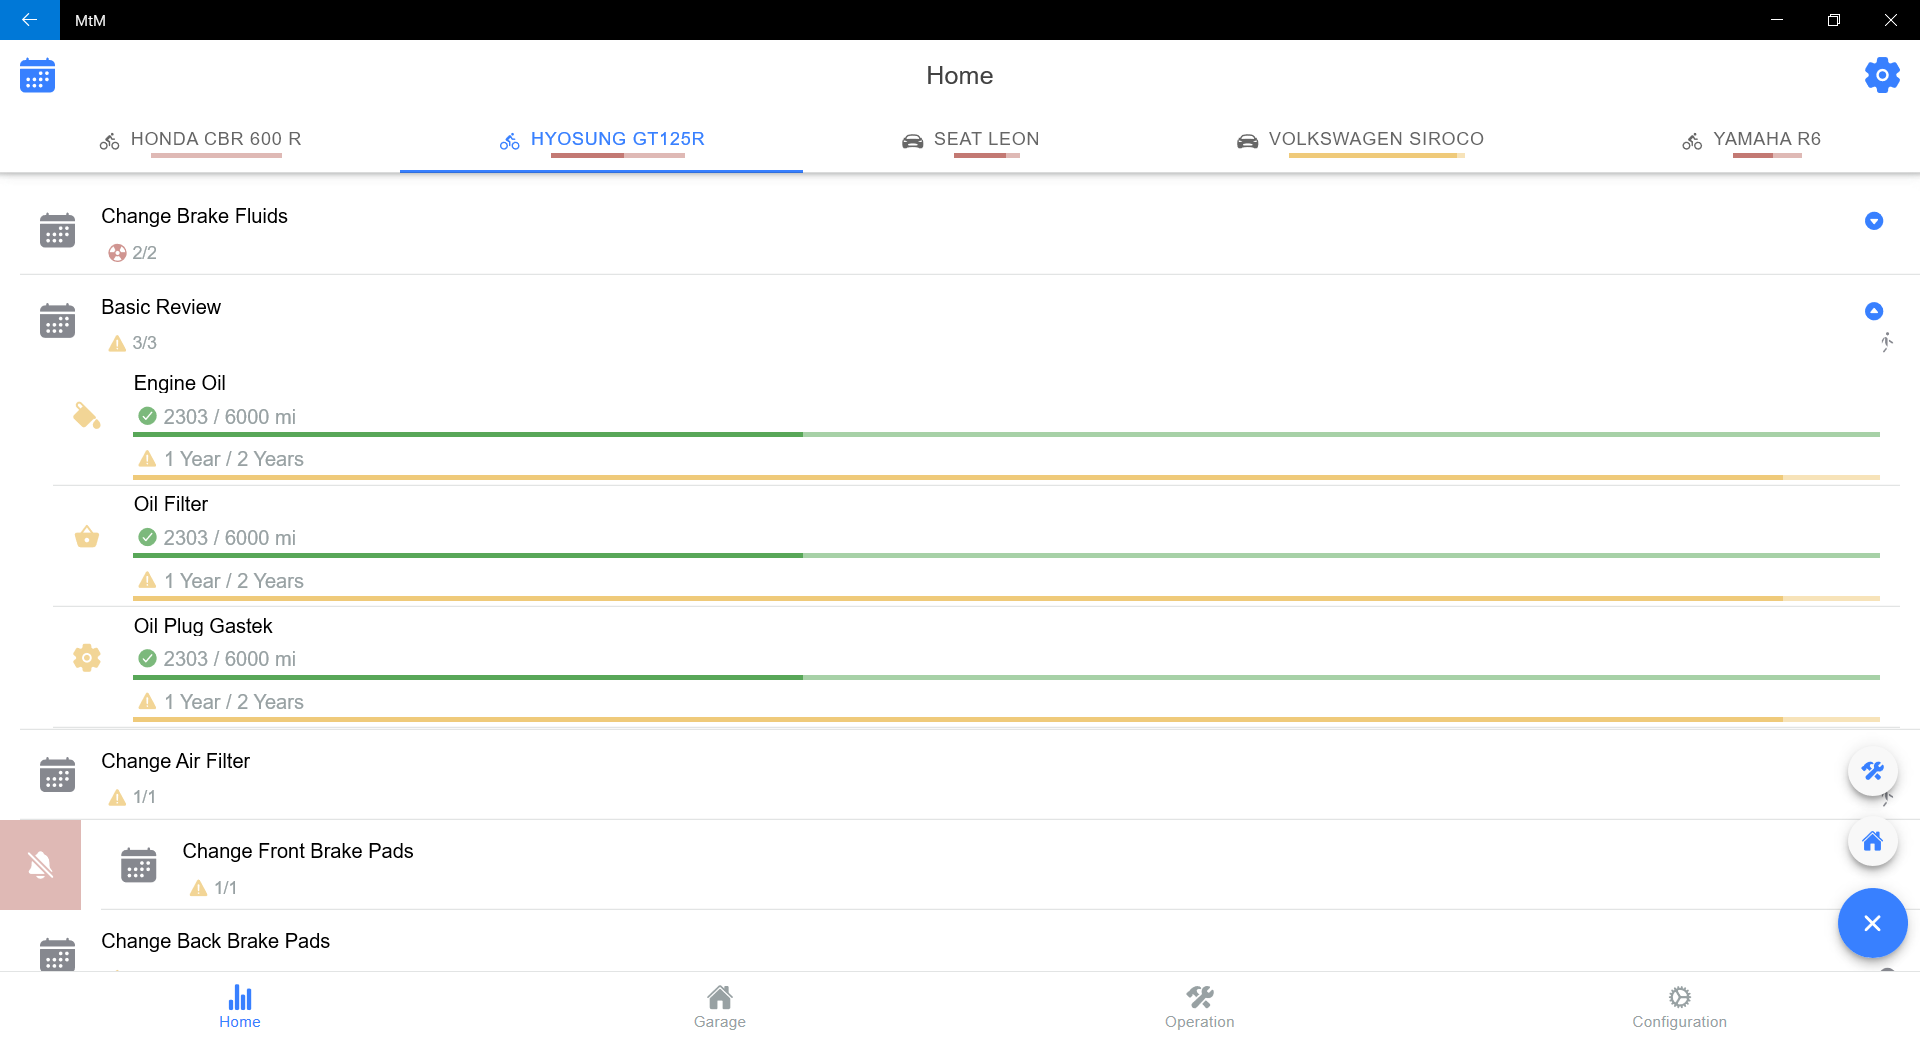 MtM
Home
HONDA CBR 600 R
HYOSUNG GT125R
SEAT LEON
VOLKSWAGEN SIROCO
YAMAHA R6
Change Brake Fluids
2/2
Basic Review
3/3
Engine Oil
2303 / 6000 mi
1 Year / 2 Years
Oil Filter
2303 / 6000 mi
1 Year / 2 Years
Oil Plug Gastek
2303 / 6000 mi
1 Year / 2 Years
Change Air Filter
1/1
Change Front Brake Pads
1/1
Change Back Brake Pads
Home
Garage
Operation
Configuration